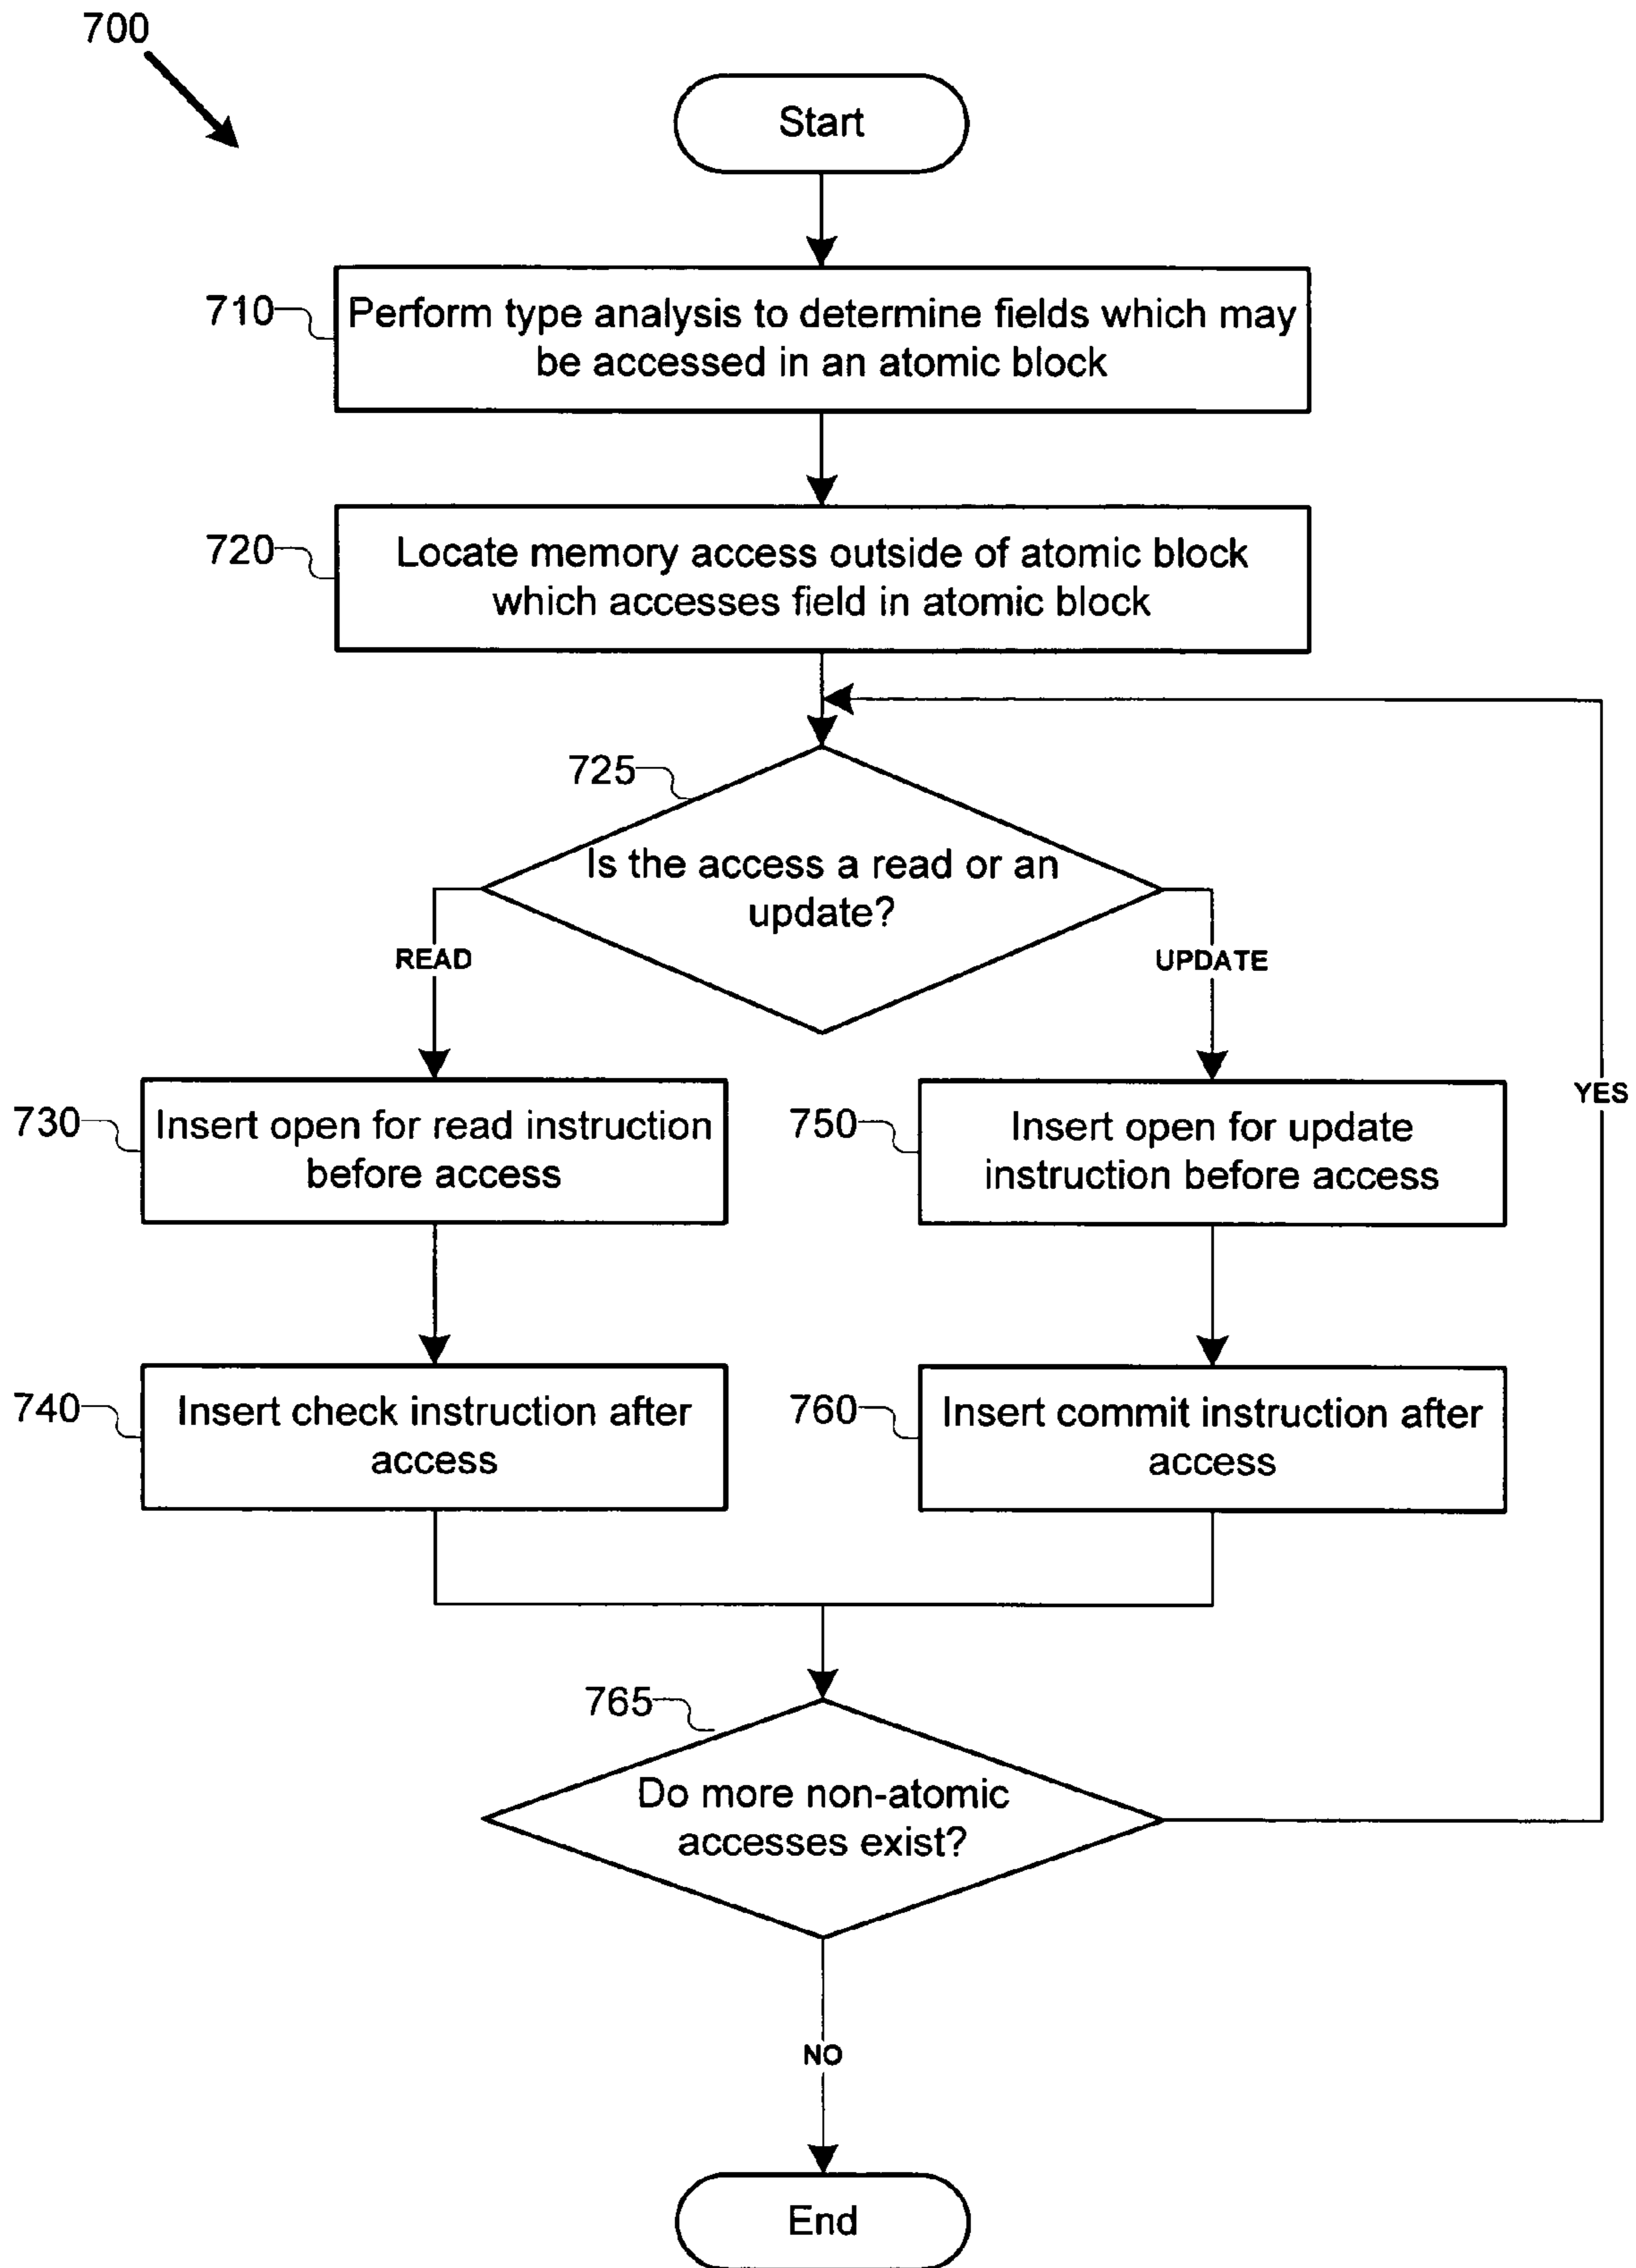 700
Start
710
Perform type analysis to determine fields which may
be accessed in an atomic block
720
Locate memory access outside of atomic block
which accesses field in atomic block
725
Is the access a read or an
update?
READ
UPDATE
YES
730
Insert open for read instruction
before access
750
Insert open for update
instruction before access
740
Insert check instruction after
access
760
Insert commit instruction after
access
765
Do more non-atomic
accesses exist?
NO
End